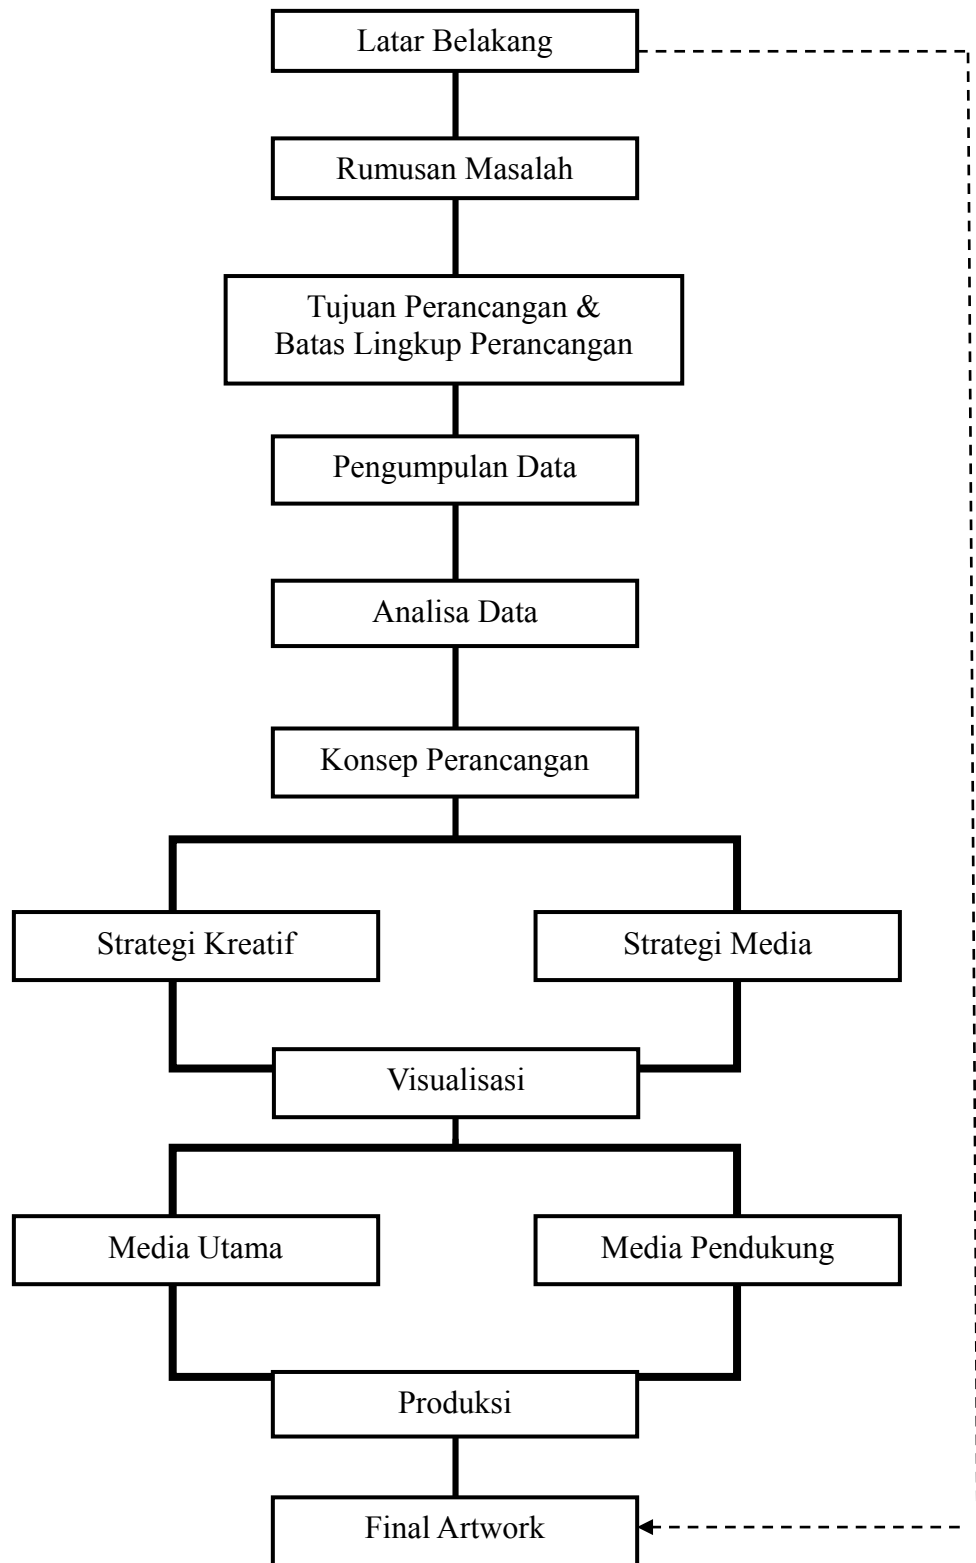 Latar Belakang
Rumusan Masalah
Tujuan Perancangan &
Batas Lingkup Perancangan
Pengumpulan Data
Analisa Data
Konsep Perancangan
Strategi Kreatif
Strategi Media
Visualisasi
Media Utama
Media Pendukung
Produksi
Final Artwork